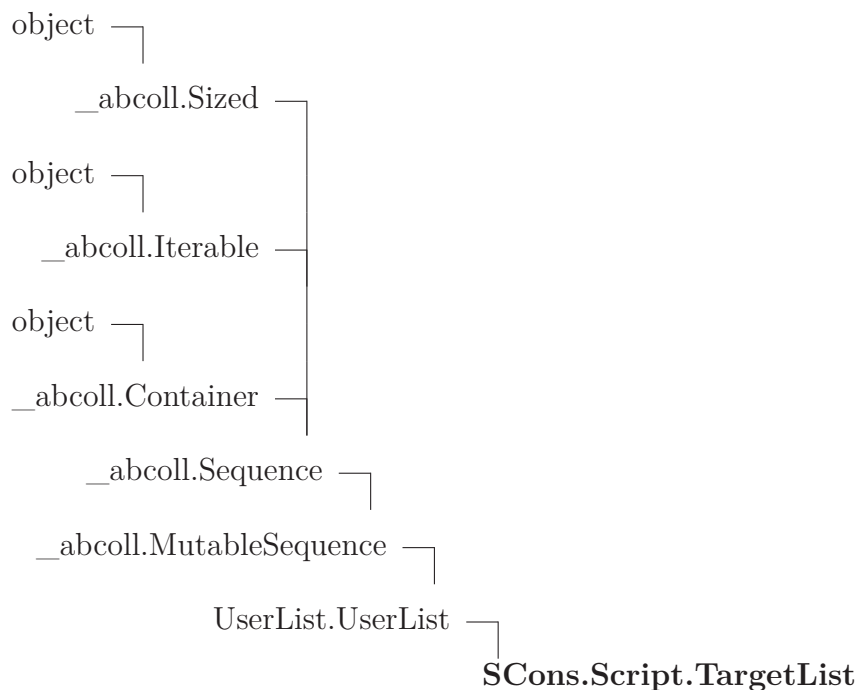 object
_abcoll.Sized
object
_abcoll.Iterable
object
_abcoll.Container
_abcoll.Sequence
_abcoll.MutableSequence
UserList.UserList
SCons.Script.TargetList